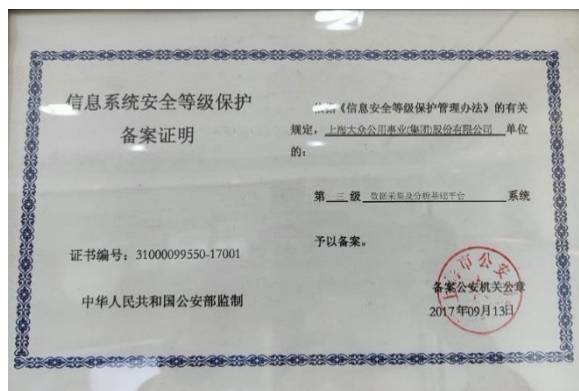 信息系统安全等级保护
备案证明
证书编号：31000099550-17001
中华人民共和国公安部监制
依据《信息安全等级保护管理办法》的有关
规定，上海大众公用事业(集团)股份有限公司 单位
的：
第 三 级 数据采集及分析基础平台 系统
予以备案。
备案公安机关公章
2017年09月13日